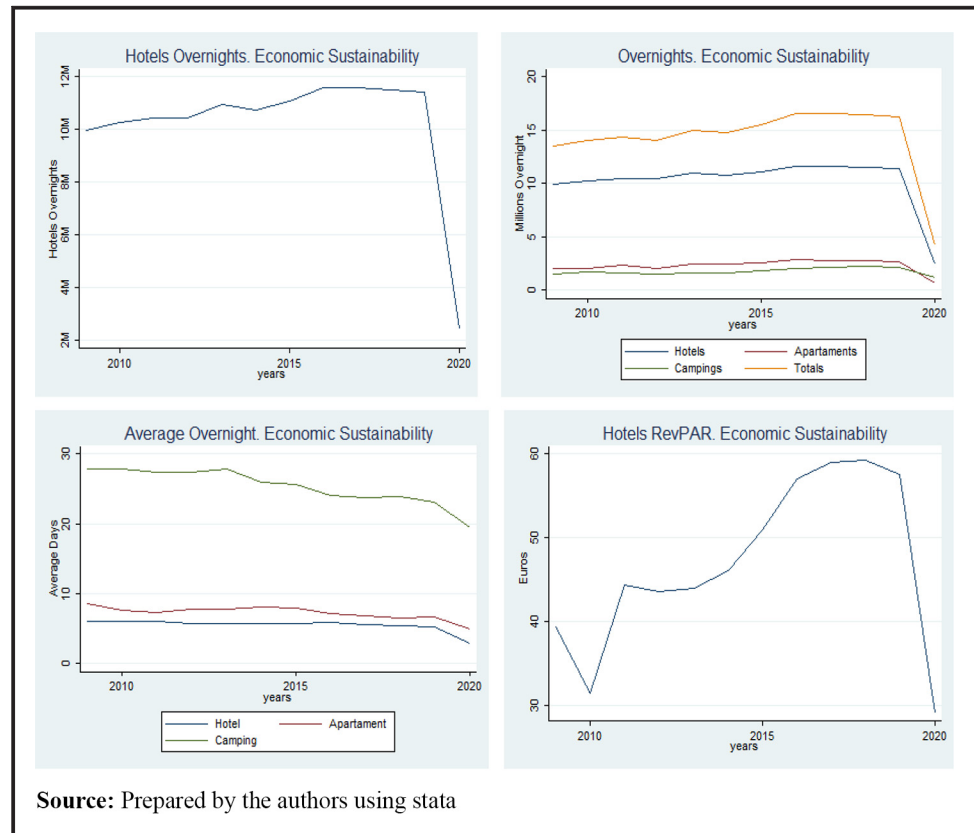 Hotels Overnights. Economic Sustainability
12M
10M
8M
6M
4M
2M
Hotels Overnights
2010
2015
2020
years
Overnights. Economic Sustainability
20
15
10
5
0
Millions Overnight
2010
2015
2020
years
Hotels
Apartaments
Campings
Totals
Average Overnight. Economic Sustainability
30
20
10
0
Average Days
2010
2015
2020
years
Hotel
Apartament
Camping
Hotels RevPAR. Economic Sustainability
60
50
40
30
Euros
2010
2015
2020
years
Source: Prepared by the authors using stata